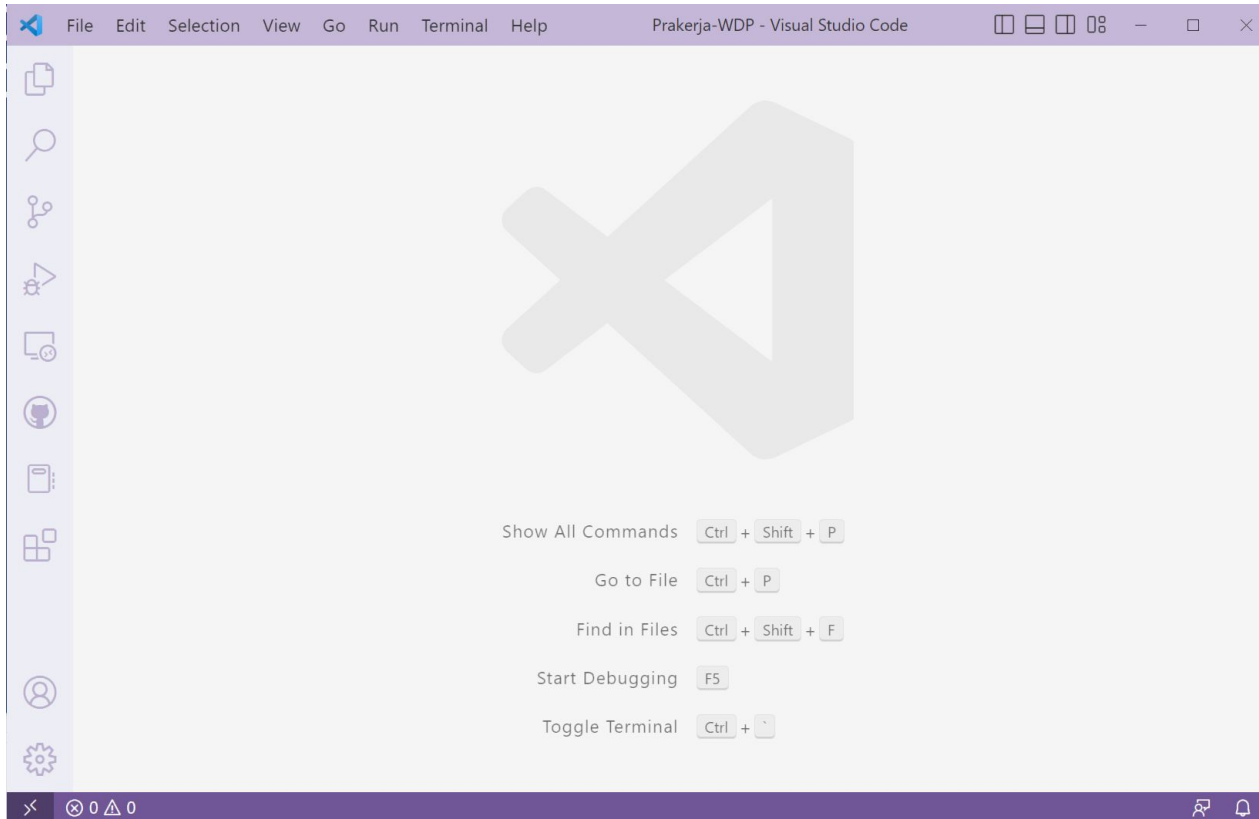 File Edit Selection View Go Run Terminal Help Prakerja-WDP - Visual Studio Code
Show All Commands Ctrl + Shift + P
Go to File Ctrl + P
Find in Files Ctrl + Shift + F
Start Debugging F5
Toggle Terminal Ctrl + `
0 0